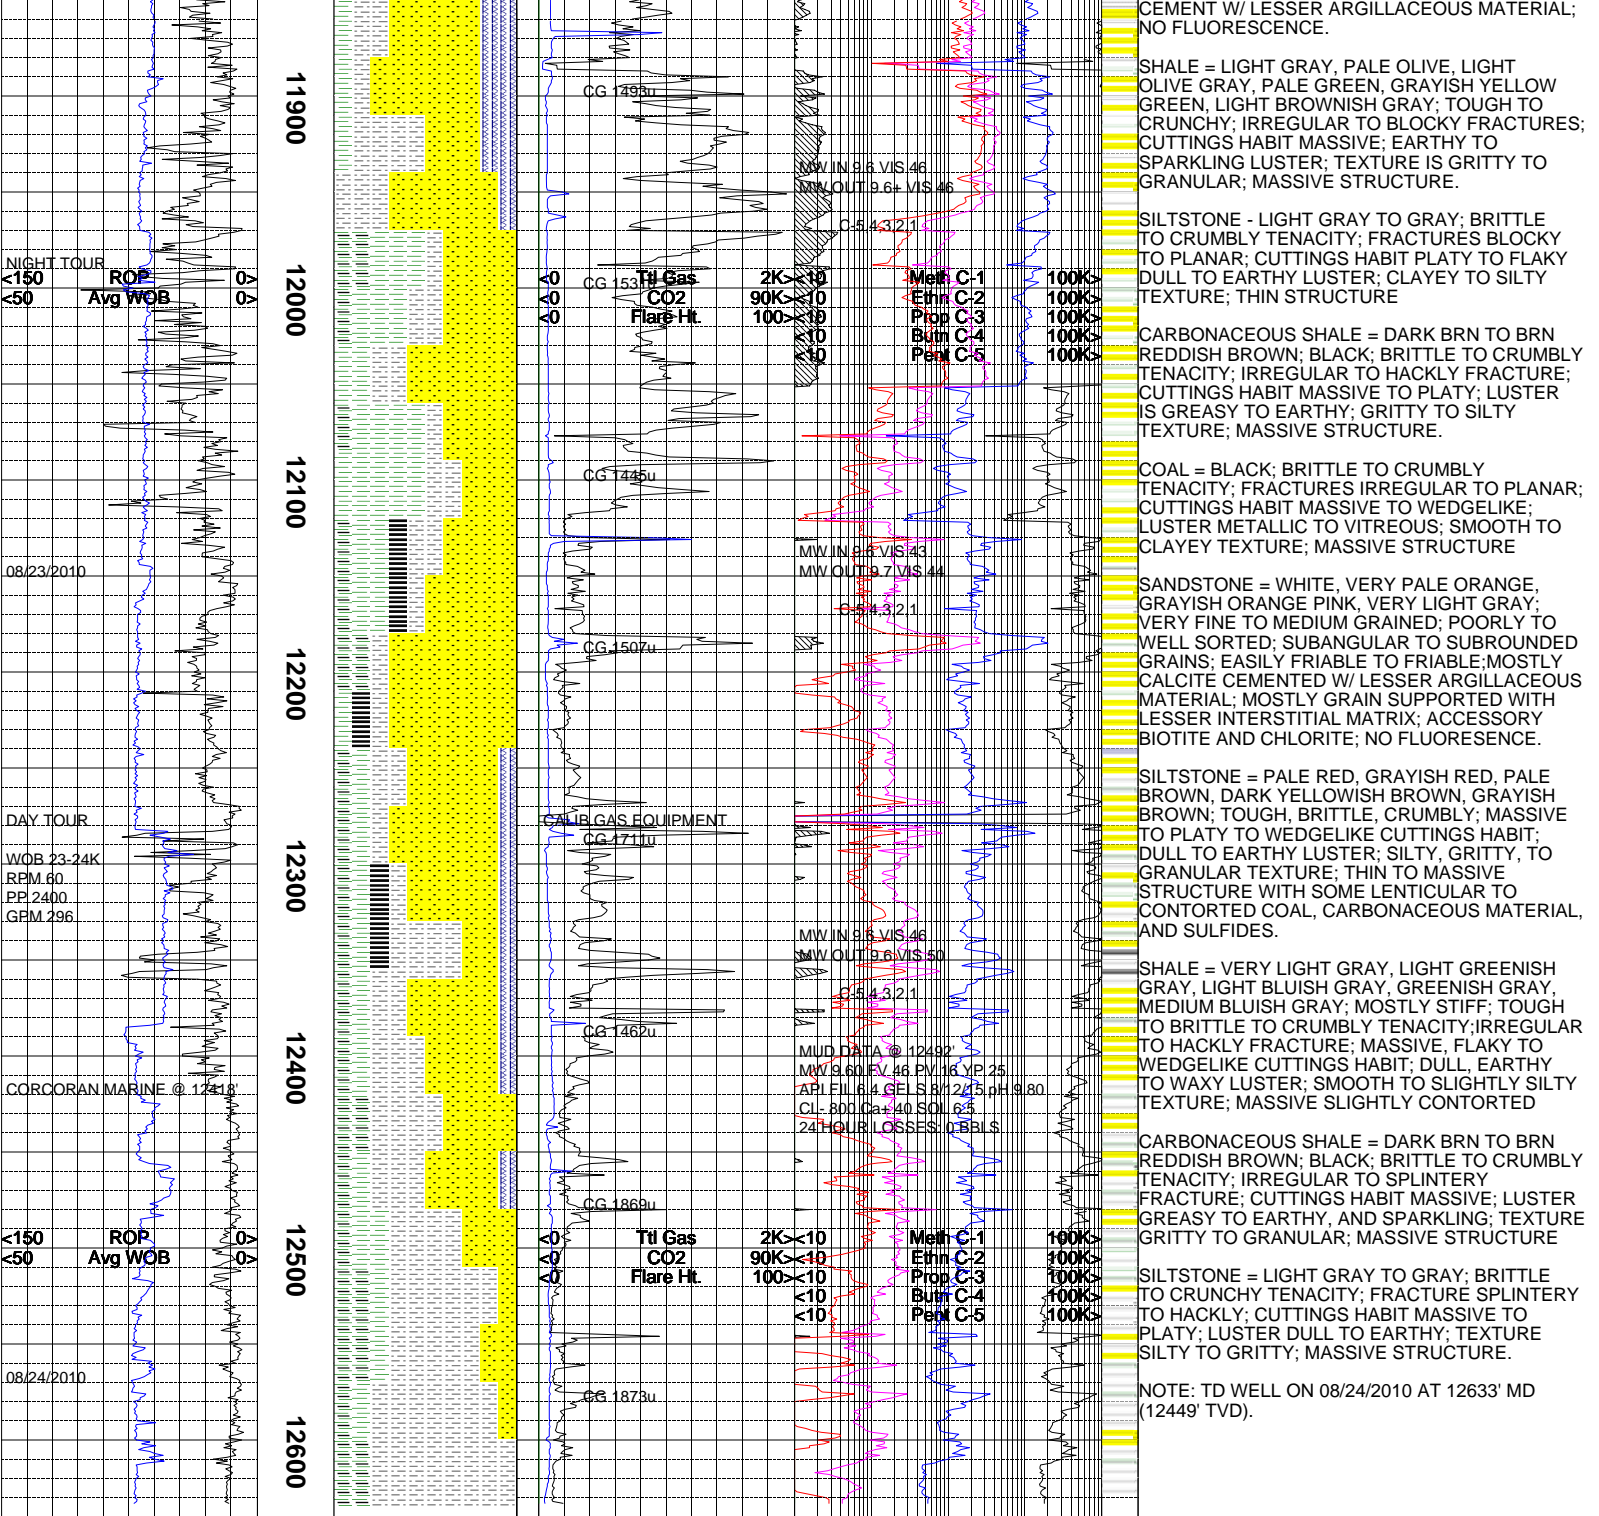 NIGHT TOUR
<150 ROP 0>
<50 Avg WOB 0>
08/23/2010
DAY TOUR
WOB 23-24K
RPM 60
PP 2400
GPM 296
CORCORAN MARINE @ 12418'
<150 ROP 0>
<50 Avg WOB 0>
08/24/2010
11900
12000
12100
12200
12300
12400
12500
12600
CG 1493u
<0 Ttl Gas 2K>
<0 CO2 90K>
<0 Flare Ht. 100>
CG 1445u
CG 1507u
CALIB GAS EQUIPMENT
CG 1711u
CG 1462u
CG 1869u
<0 Ttl Gas 2K>
<0 CO2 90K>
<0 Flare Ht. 100>
CG 1873u
MW IN 9.6 VIS 46
MW OUT 9.6+ VIS 46
C-5,4,3,2,1
<10 Meth C-1 100K>
<10 Ethn C-2 100K>
<10 Prop C-3 100K>
<10 Butn C-4 100K>
<10 Pent C-5 100K>
MW IN 9.6 VIS 43
MW OUT 9.7 VIS 44
C-5,4,3,2,1
MW IN 9.6 VIS 46
MW OUT 9.6 VIS 50
C-5,4,3,2,1
MUD DATA @ 12492'
MW 9.60 FV 46 PV 16 YP 25
API FIL 6.4 GELS 8/12/15 pH 9.80
CL- 800 Ca+ 40 SOL 6.5
24 HOUR LOSSES: 0 BBLS
<10 Meth C-1 100K>
<10 Ethn C-2 100K>
<10 Prop C-3 100K>
<10 Butn C-4 100K>
<10 Pent C-5 100K>
CEMENT W/ LESSER ARGILLACEOUS MATERIAL;
NO FLUORESCENCE.
SHALE = LIGHT GRAY, PALE OLIVE, LIGHT
OLIVE GRAY, PALE GREEN, GRAYISH YELLOW
GREEN, LIGHT BROWNISH GRAY; TOUGH TO
CRUNCHY; IRREGULAR TO BLOCKY FRACTURES;
CUTTINGS HABIT MASSIVE; EARTHY TO
SPARKLING LUSTER; TEXTURE IS GRITTY TO
GRANULAR; MASSIVE STRUCTURE.
SILTSTONE - LIGHT GRAY TO GRAY; BRITTLE
TO CRUMBLY TENACITY; FRACTURES BLOCKY
TO PLANAR; CUTTINGS HABIT PLATY TO FLAKY
DULL TO EARTHY LUSTER; CLAYEY TO SILTY
TEXTURE; THIN STRUCTURE
CARBONACEOUS SHALE = DARK BRN TO BRN
REDDISH BROWN; BLACK; BRITTLE TO CRUMBLY
TENACITY; IRREGULAR TO HACKLY FRACTURE;
CUTTINGS HABIT MASSIVE TO PLATY; LUSTER
IS GREASY TO EARTHY; GRITTY TO SILTY
TEXTURE; MASSIVE STRUCTURE.
COAL = BLACK; BRITTLE TO CRUMBLY
TENACITY; FRACTURES IRREGULAR TO PLANAR;
CUTTINGS HABIT MASSIVE TO WEDGELIKE;
LUSTER METALLIC TO VITREOUS; SMOOTH TO
CLAYEY TEXTURE; MASSIVE STRUCTURE
SANDSTONE = WHITE, VERY PALE ORANGE,
GRAYISH ORANGE PINK, VERY LIGHT GRAY;
VERY FINE TO MEDIUM GRAINED; POORLY TO
WELL SORTED; SUBANGULAR TO SUBROUNDED
GRAINS; EASILY FRIABLE TO FRIABLE;MOSTLY
CALCITE CEMENTED W/ LESSER ARGILLACEOUS
MATERIAL; MOSTLY GRAIN SUPPORTED WITH
LESSER INTERSTITIAL MATRIX; ACCESSORY
BIOTITE AND CHLORITE; NO FLUORESENCE.
SILTSTONE = PALE RED, GRAYISH RED, PALE
BROWN, DARK YELLOWISH BROWN, GRAYISH
BROWN; TOUGH, BRITTLE, CRUMBLY; MASSIVE
TO PLATY TO WEDGELIKE CUTTINGS HABIT;
DULL TO EARTHY LUSTER; SILTY, GRITTY, TO
GRANULAR TEXTURE; THIN TO MASSIVE
STRUCTURE WITH SOME LENTICULAR TO
CONTORTED COAL, CARBONACEOUS MATERIAL,
AND SULFIDES.
SHALE = VERY LIGHT GRAY, LIGHT GREENISH
GRAY, LIGHT BLUISH GRAY, GREENISH GRAY,
MEDIUM BLUISH GRAY; MOSTLY STIFF; TOUGH
TO BRITTLE TO CRUMBLY TENACITY;IRREGULAR
TO HACKLY FRACTURE; MASSIVE, FLAKY TO
WEDGELIKE CUTTINGS HABIT; DULL, EARTHY
TO WAXY LUSTER; SMOOTH TO SLIGHTLY SILTY
TEXTURE; MASSIVE SLIGHTLY CONTORTED
CARBONACEOUS SHALE = DARK BRN TO BRN
REDDISH BROWN; BLACK; BRITTLE TO CRUMBLY
TENACITY; IRREGULAR TO SPLINTERY
FRACTURE; CUTTINGS HABIT MASSIVE; LUSTER
GREASY TO EARTHY, AND SPARKLING; TEXTURE
GRITTY TO GRANULAR; MASSIVE STRUCTURE
SILTSTONE = LIGHT GRAY TO GRAY; BRITTLE
TO CRUNCHY TENACITY; FRACTURE SPLINTERY
TO HACKLY; CUTTINGS HABIT MASSIVE TO
PLATY; LUSTER DULL TO EARTHY; TEXTURE
SILTY TO GRITTY; MASSIVE STRUCTURE.
NOTE: TD WELL ON 08/24/2010 AT 12633' MD
(12449' TVD).